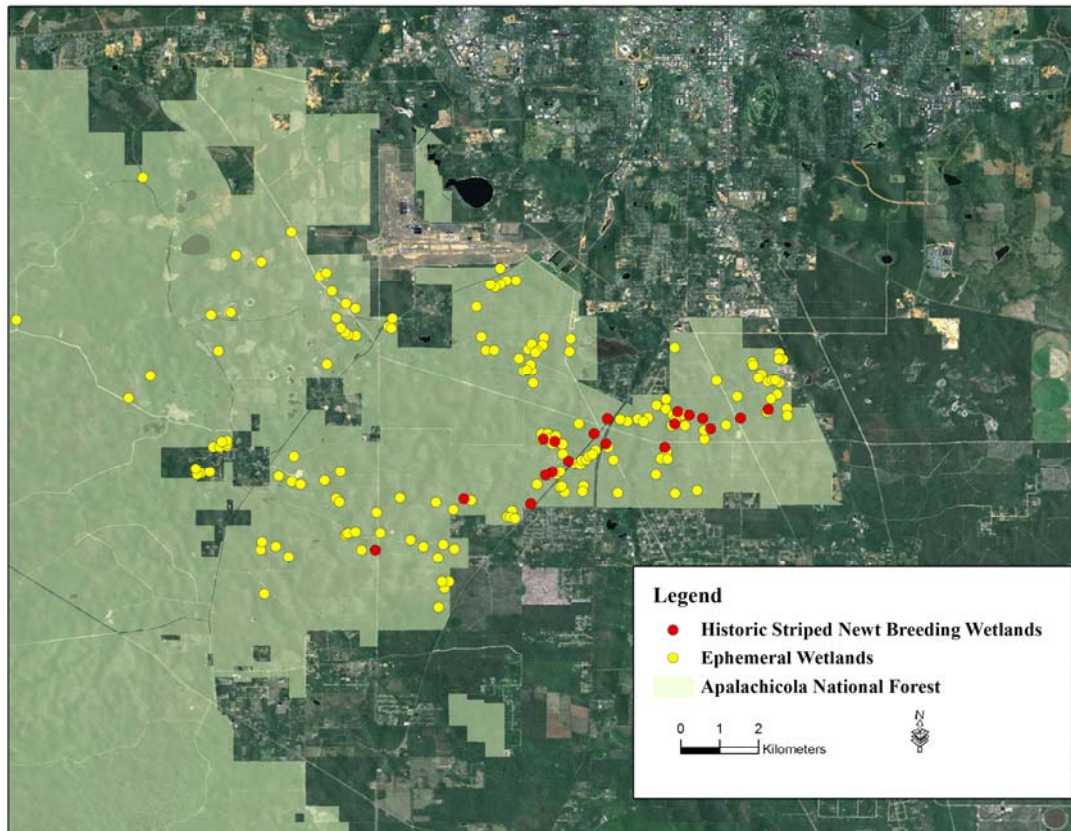 Legend
Historic Striped Newt Breeding Wetlands
Ephemeral Wetlands
Apalachicola National Forest
0 1 2
Kilometers
N